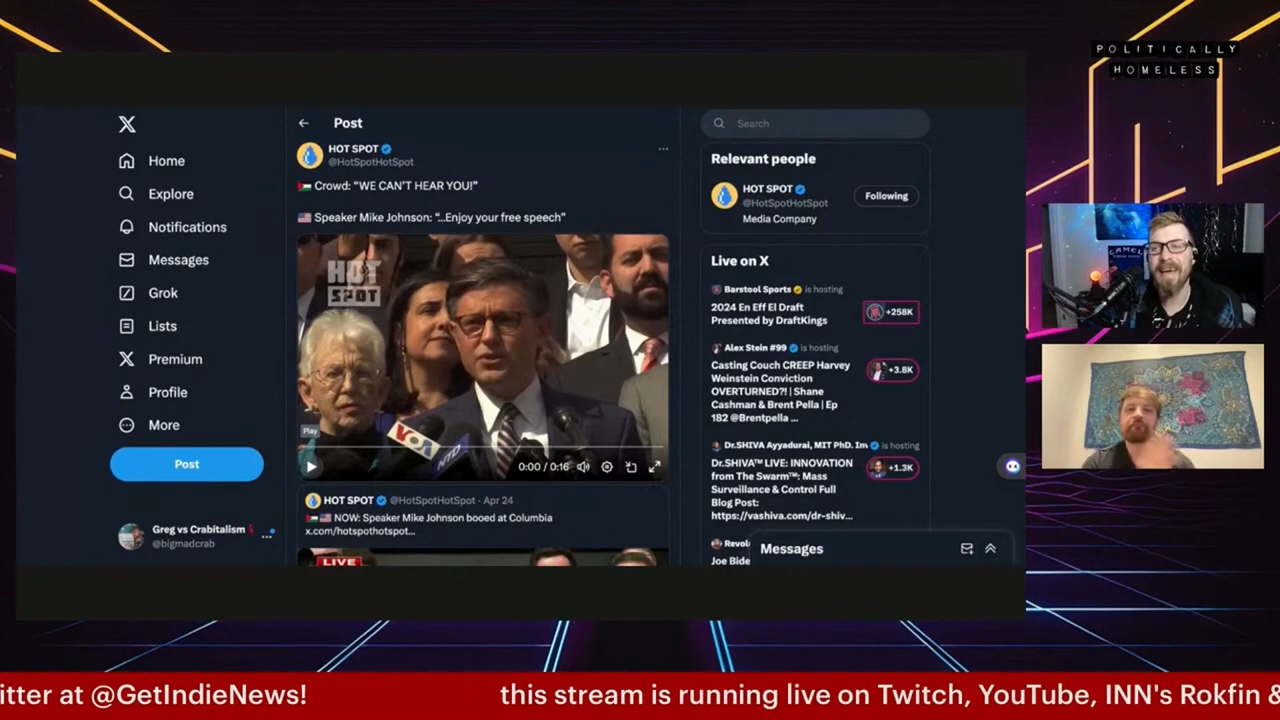 POLITICALLY
HOMELESS
Home
Explore
Notifications
Messages
Grok
Lists
Premium
Profile
More
Post
Greg vs Crabitalism
@bigmadcrab
Post
HOT SPOT
@HotSpotHotSpot
Crowd: “WE CAN’T HEAR YOU!”
Speaker Mike Johnson: “...Enjoy your free speech”
HOT
SPOT
VOA
NTD
Play
0:00 / 0:16
HOT SPOT @HotSpotHotSpot · Apr 24
NOW: Speaker Mike Johnson booed at Columbia
x.com/hotspothotspot...
LIVE
Search
Relevant people
HOT SPOT
@HotSpotHotSpot
Media Company
Following
Live on X
Barstool Sports is hosting
2024 En Eff El Draft
Presented by DraftKings
+258K
Alex Stein #99 is hosting
Casting Couch CREEP Harvey
Weinstein Conviction
OVERTURNED?! | Shane
Cashman & Brent Pella | Ep
182 @Brentpella ...
+3.8K
Dr.SHIVA Ayyadurai, MIT PhD. Im is hosting
Dr.SHIVA™ LIVE: INNOVATION
from The Swarm™: Mass
Surveillance & Control Full
Blog Post:
https://vashiva.com/dr-shiv...
+1.3K
Revol
Joe Bide
Messages
CAMEL
itter at @GetIndieNews!
this stream is running live on Twitch, YouTube, INN's Rokfin &